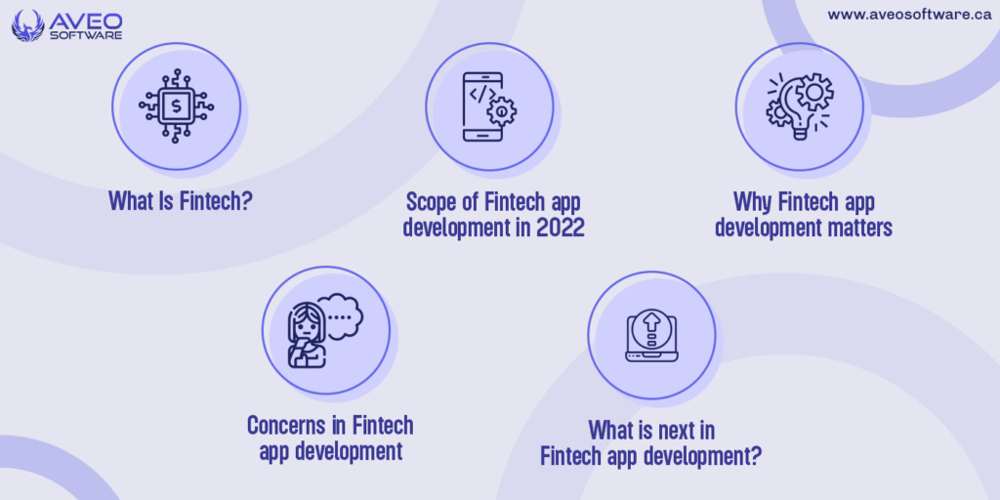 AVEO
SOFTWARE
www.aveosoftware.ca
$
</>
What Is Fintech?
Scope of Fintech app
development in 2022
Why Fintech app
development matters
Concerns in Fintech
app development
What is next in
Fintech app development?